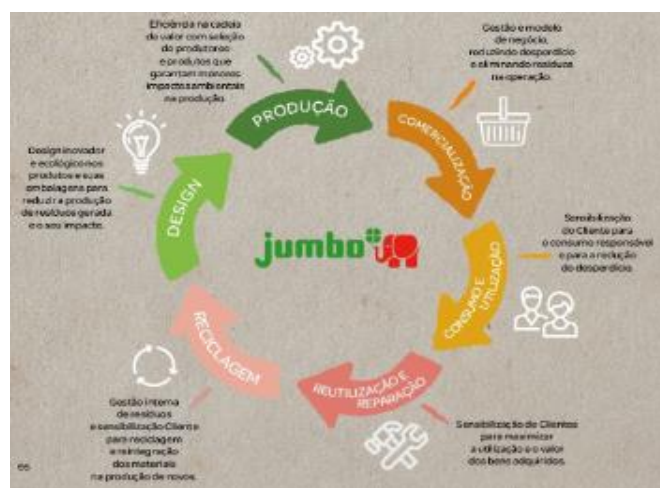 Eficiência na cadeia
de valor com seleção
de produtores
e produtos que
garantam menores
impactos ambientais
na produção.
Gestão e modelo
de negócio,
reduzindo desperdício
e eliminando resíduos
na operação.
PRODUÇÃO
COMERCIALIZAÇÃO
Design inovador
e ecológico nos
produtos e suas
embalagens para
reduzir a produção
de resíduos gerada
e o seu impacto.
DESIGN
Sensibilização
do Cliente para
o consumo responsável
e para a redução
do desperdício.
jumbo
CONSUMO E
UTILIZAÇÃO
RECICLAGEM
REUTILIZAÇÃO E
REPARAÇÃO
Gestão interna
de resíduos
e sensibilização Cliente
para reciclagem
e reintegração
dos materiais
na produção de novos.
Sensibilização de Clientes
para maximizar
a utilização e o valor
dos bens adquiridos.